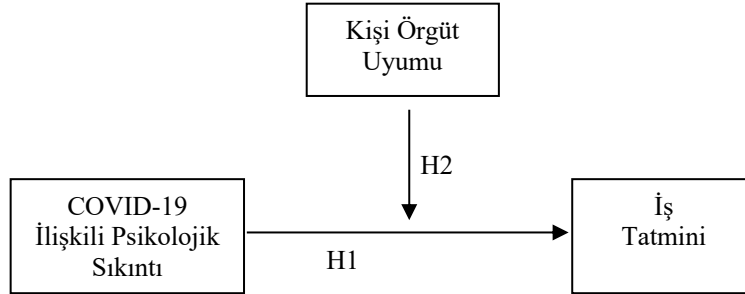 Kişi Örgüt
Uyumu
H2
COVID-19
İlişkili Psikolojik
Sıkıntı
H1
İş
Tatmini